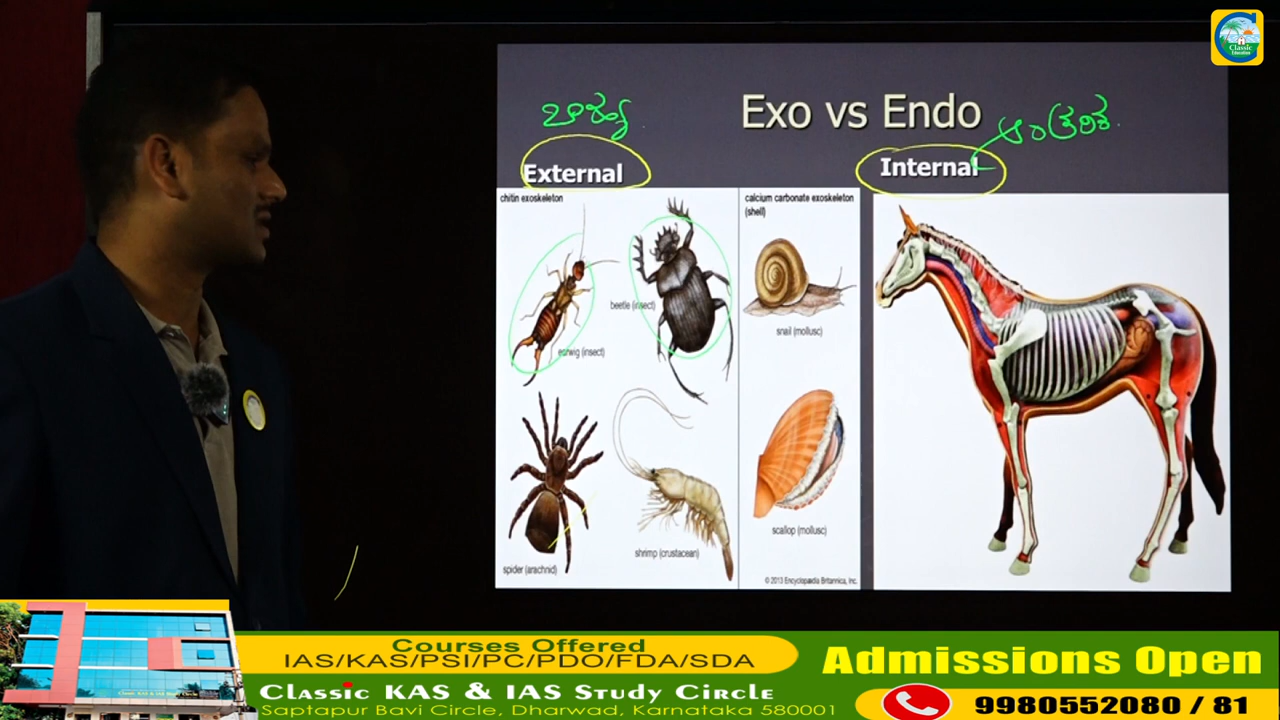 Classic
Education
Exo vs Endo
ಬಾಹ್ಯ
ಆಂತರಿಕ
External
Internal
chitin exoskeleton
calcium carbonate exoskeleton
(shell)
beetle (insect)
earwig (insect)
snail (mollusc)
spider (arachnid)
shrimp (crustacean)
scallop (mollusc)
© 2013 Encyclopædia Britannica, Inc.
Courses Offered
IAS/KAS/PSI/PC/PDO/FDA/SDA
Classic KAS & IAS Study Circle
Saptapur Bavi Circle, Dharwad, Karnataka 580001
Admissions Open
9980552080 / 81